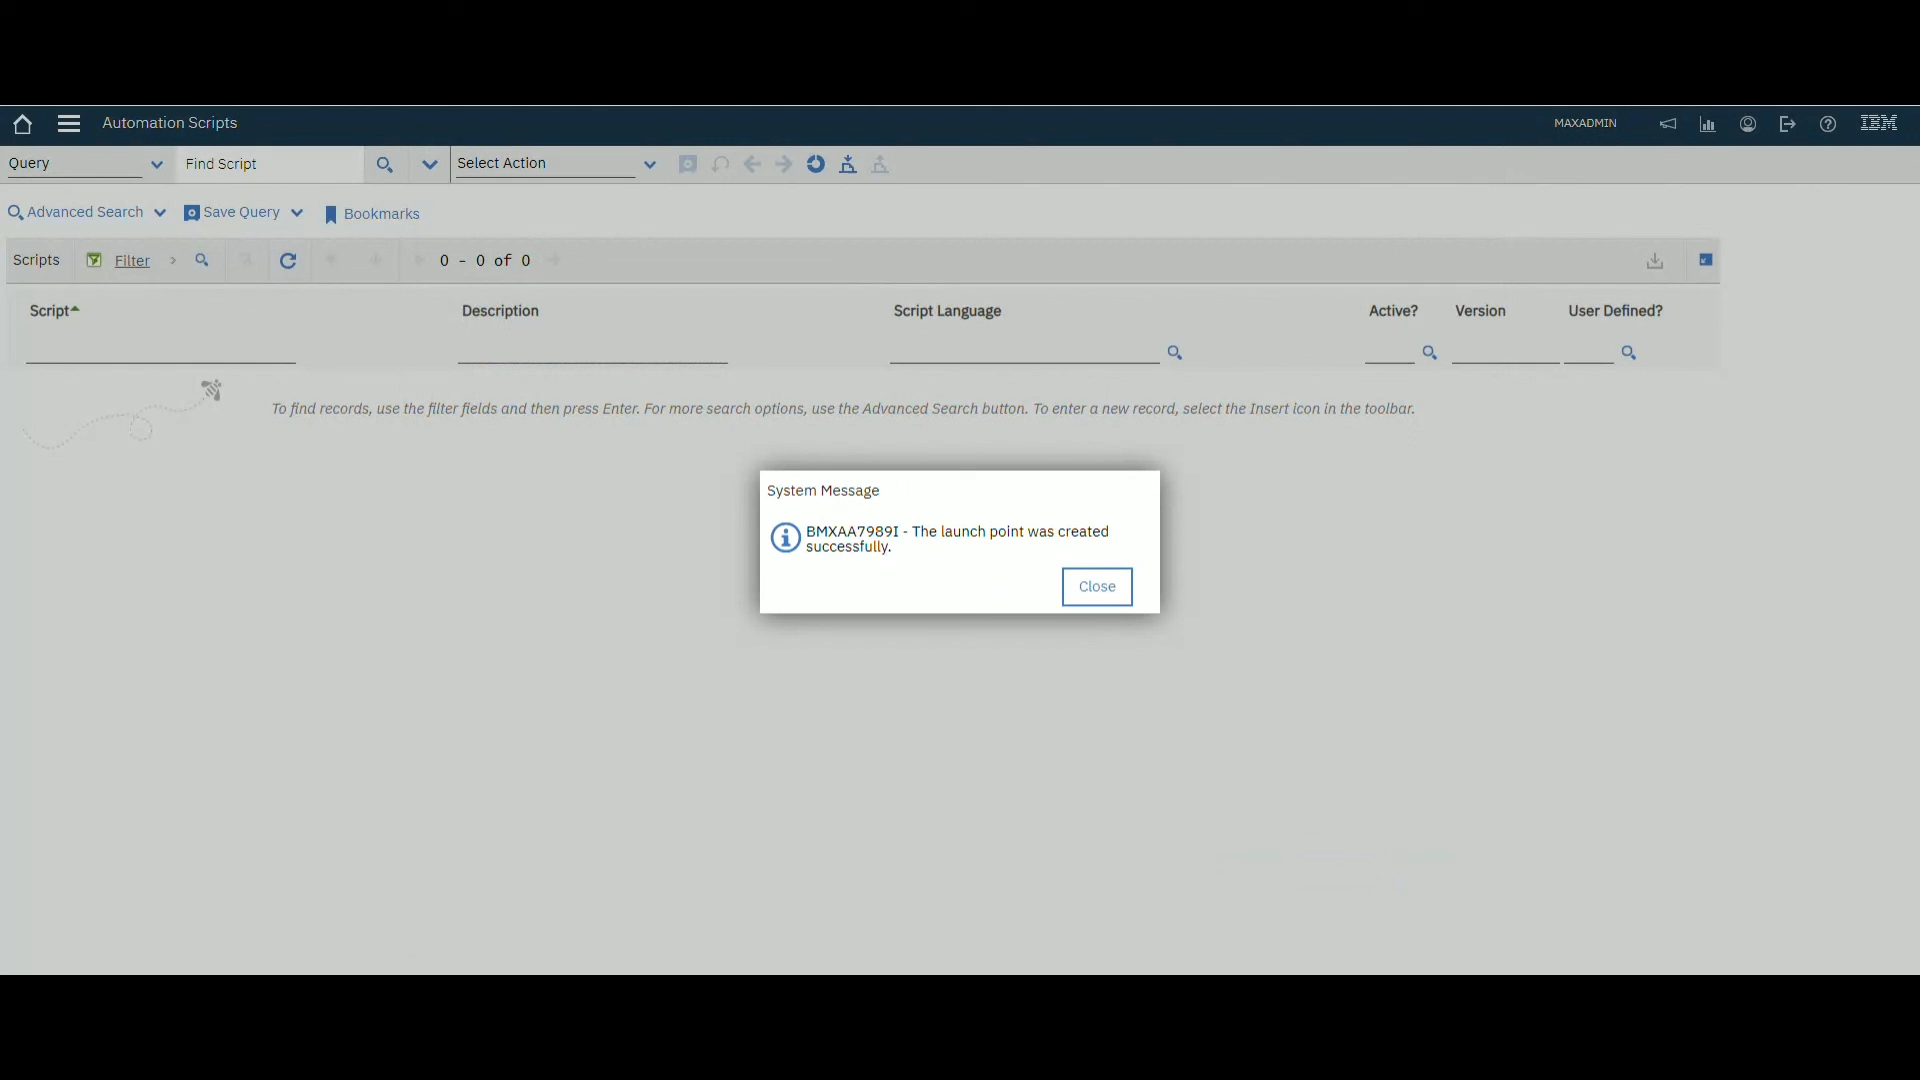 Automation Scripts
MAXADMIN
IBM
Query
Find Script
Select Action
Advanced Search
Save Query
Bookmarks
Scripts
Filter
0 - 0 of 0
Script
Description
Script Language
Active?
Version
User Defined?
To find records, use the filter fields and then press Enter. For more search options, use the Advanced Search button. To enter a new record, select the Insert icon in the toolbar.
System Message
BMXAA7989I - The launch point was created
successfully.
Close